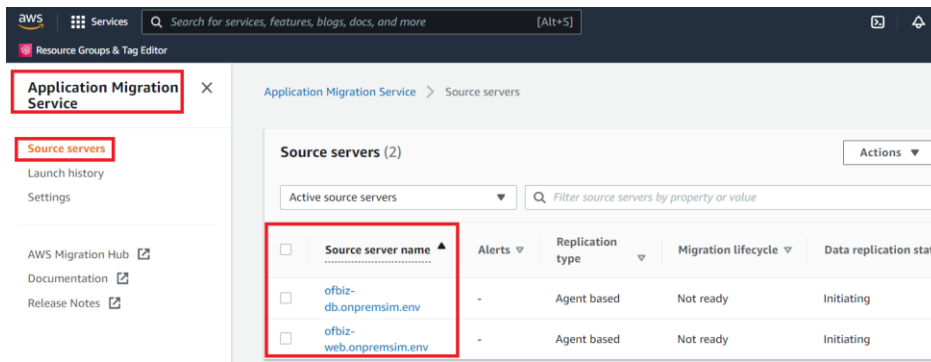 aws
Services
Search for services, features, blogs, docs, and more
[Alt+S]
Resource Groups & Tag Editor
Application Migration
Service
Source servers
Launch history
Settings
AWS Migration Hub
Documentation
Release Notes
Application Migration Service > Source servers
Source servers (2)
Actions
Active source servers
Filter source servers by property or value
Source server name
Alerts
Replication
type
Migration lifecycle
Data replication stat
ofbiz-
db.onpremsim.env
-
Agent based
Not ready
Initiating
ofbiz-
web.onpremsim.env
-
Agent based
Not ready
Initiating